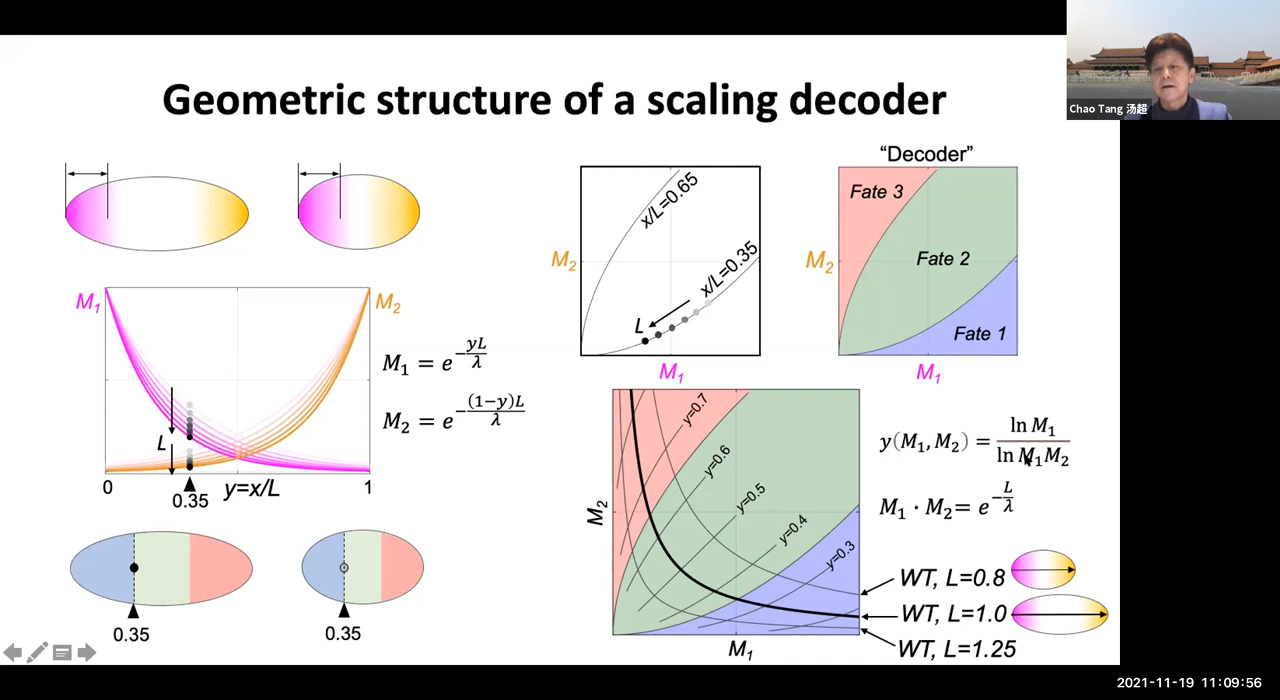 Geometric structure of a scaling decoder
Chao Tang 汤超
M₁
M₂
L
0
0.35
y=x/L
1
M₁ = e^(-yL/λ)
M₂ = e^(-(1-y)L/λ)
0.35
0.35
x/L=0.65
x/L=0.35
L
M₂
M₁
“Decoder”
Fate 3
Fate 2
Fate 1
M₂
M₁
y=0.7
y=0.6
y=0.5
y=0.4
y=0.3
M₂
M₁
y(M₁, M₂) = ln M₁ / ln M₁M₂
M₁ · M₂= e^(-L/λ)
WT, L=0.8
WT, L=1.0
WT, L=1.25
2021-11-19 11:09:56